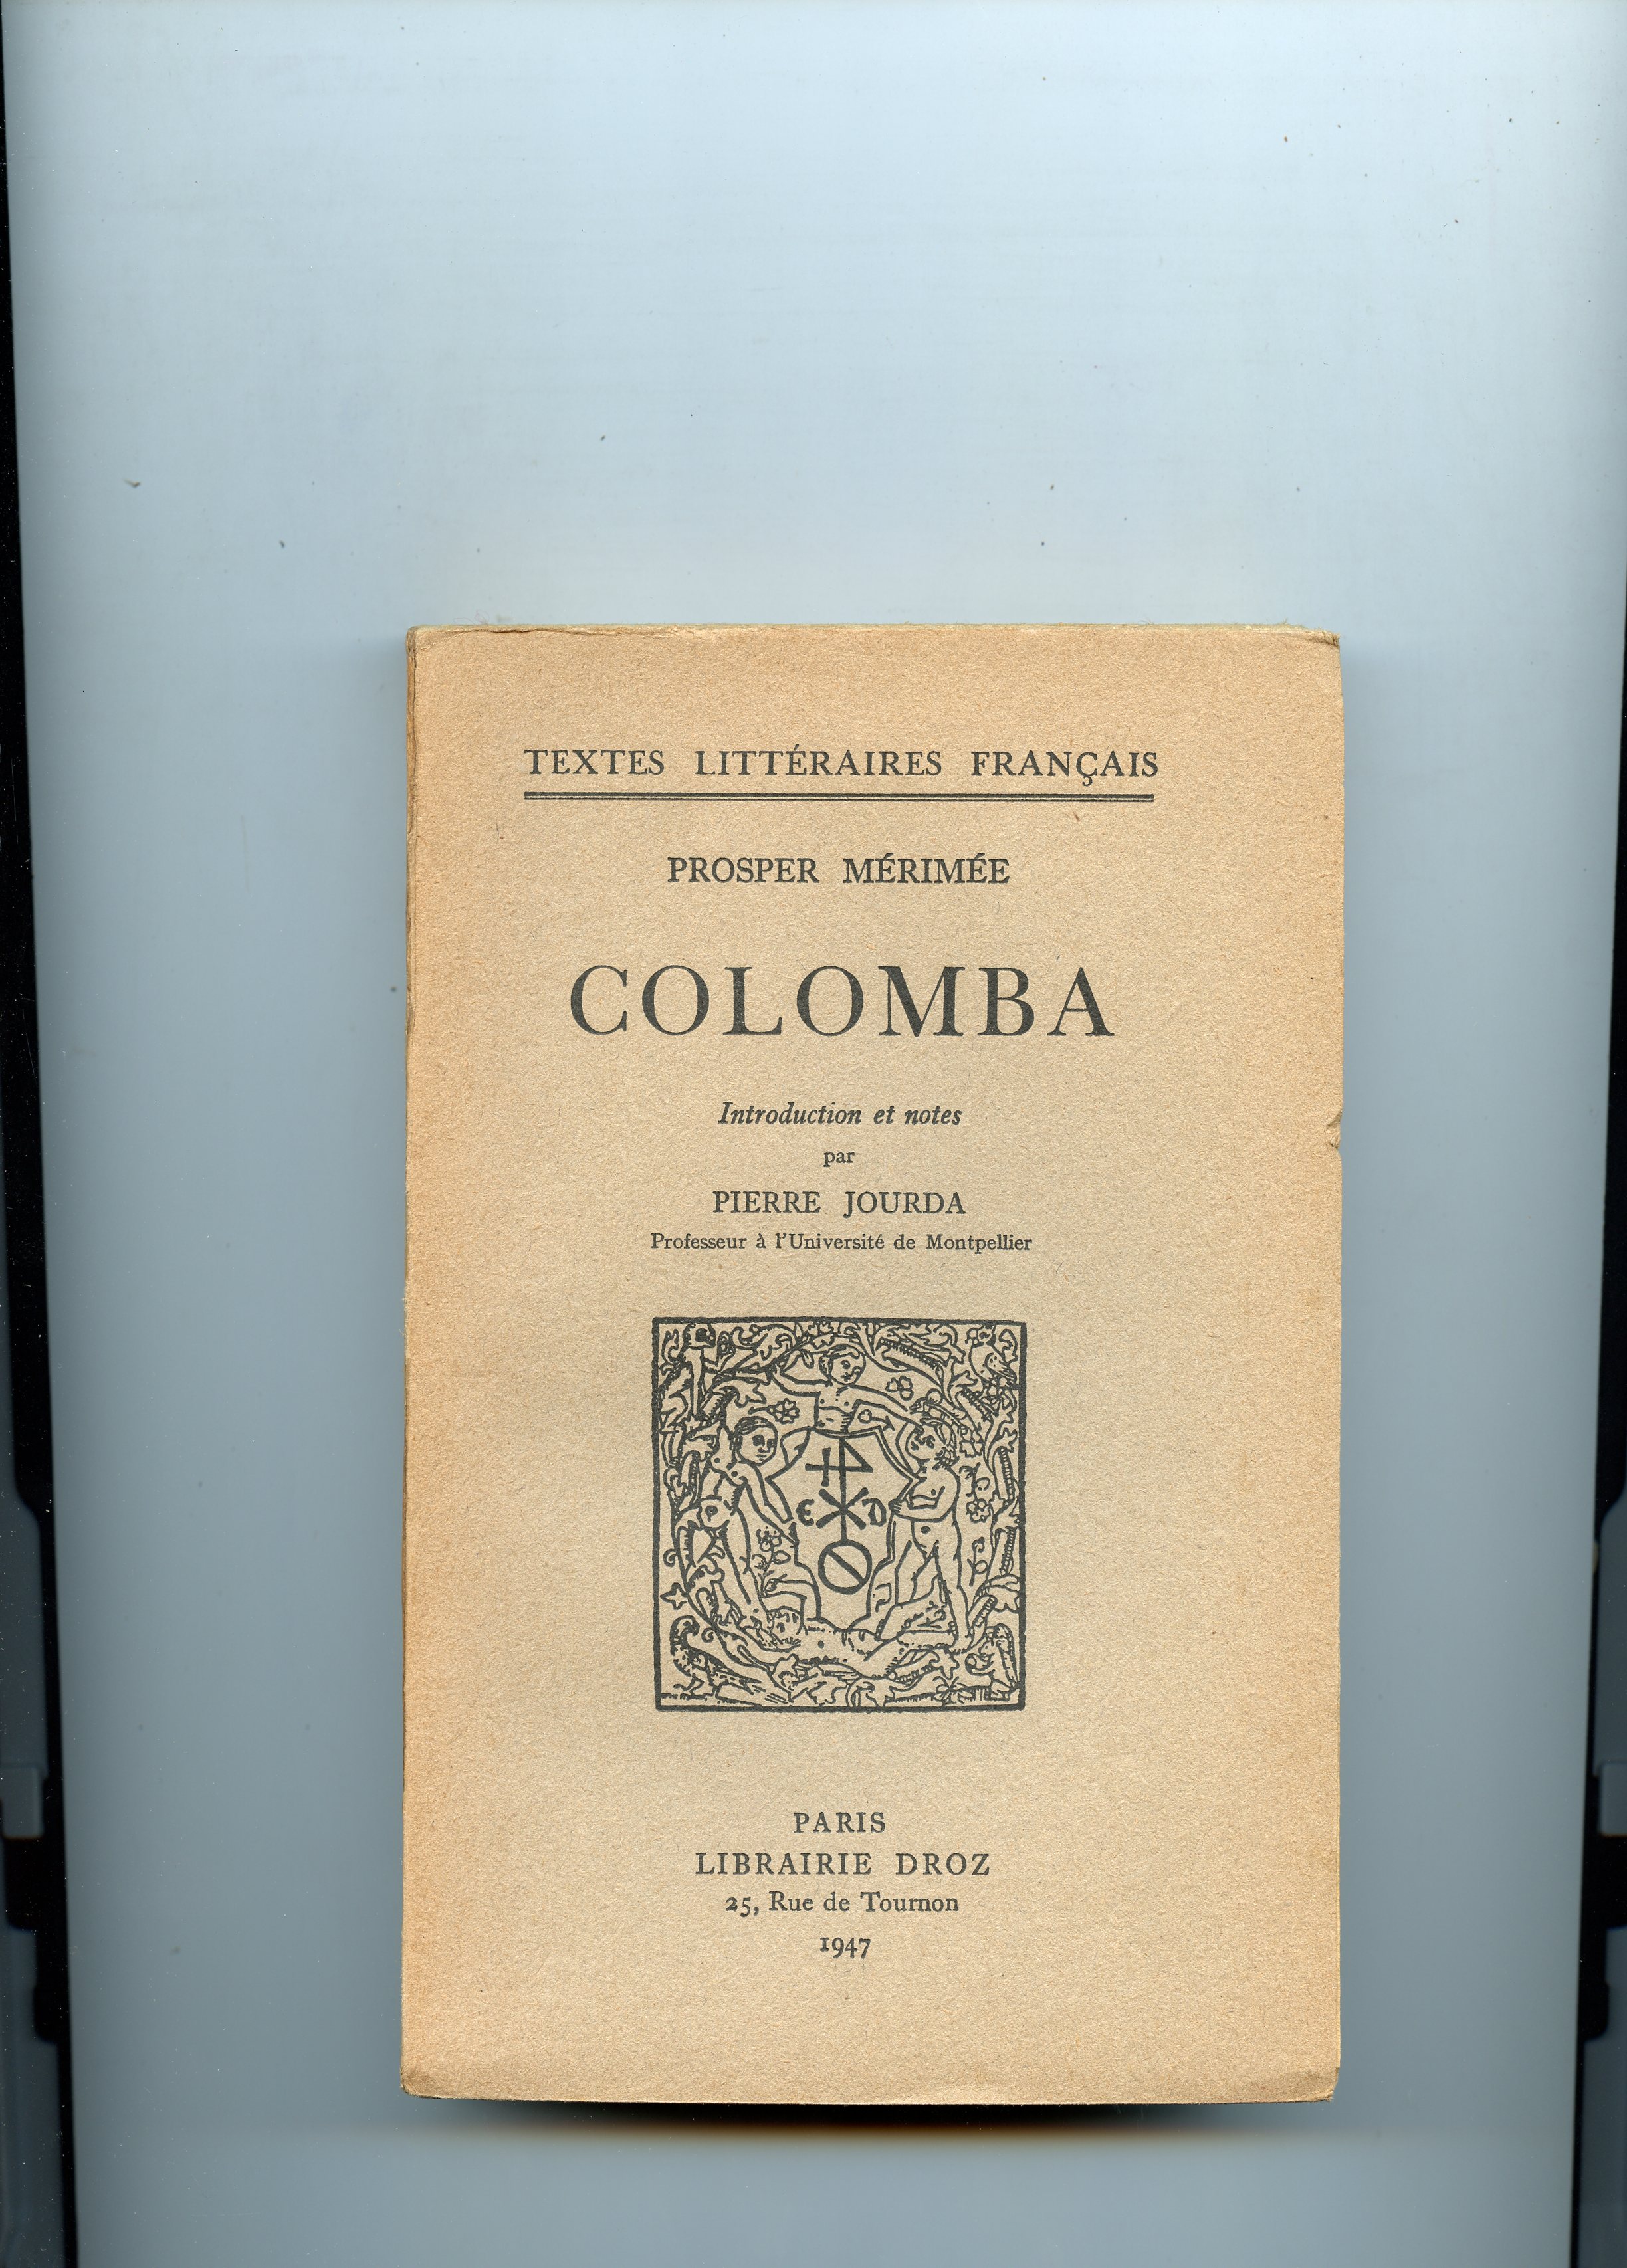 TEXTES LITTÉRAIRES FRANÇAIS
PROSPER MÉRIMÉE
COLOMBA
Introduction et notes
par
PIERRE JOURDA
Professeur à l'Université de Montpellier
E D
PARIS
LIBRAIRIE DROZ
25, Rue de Tournon
1947